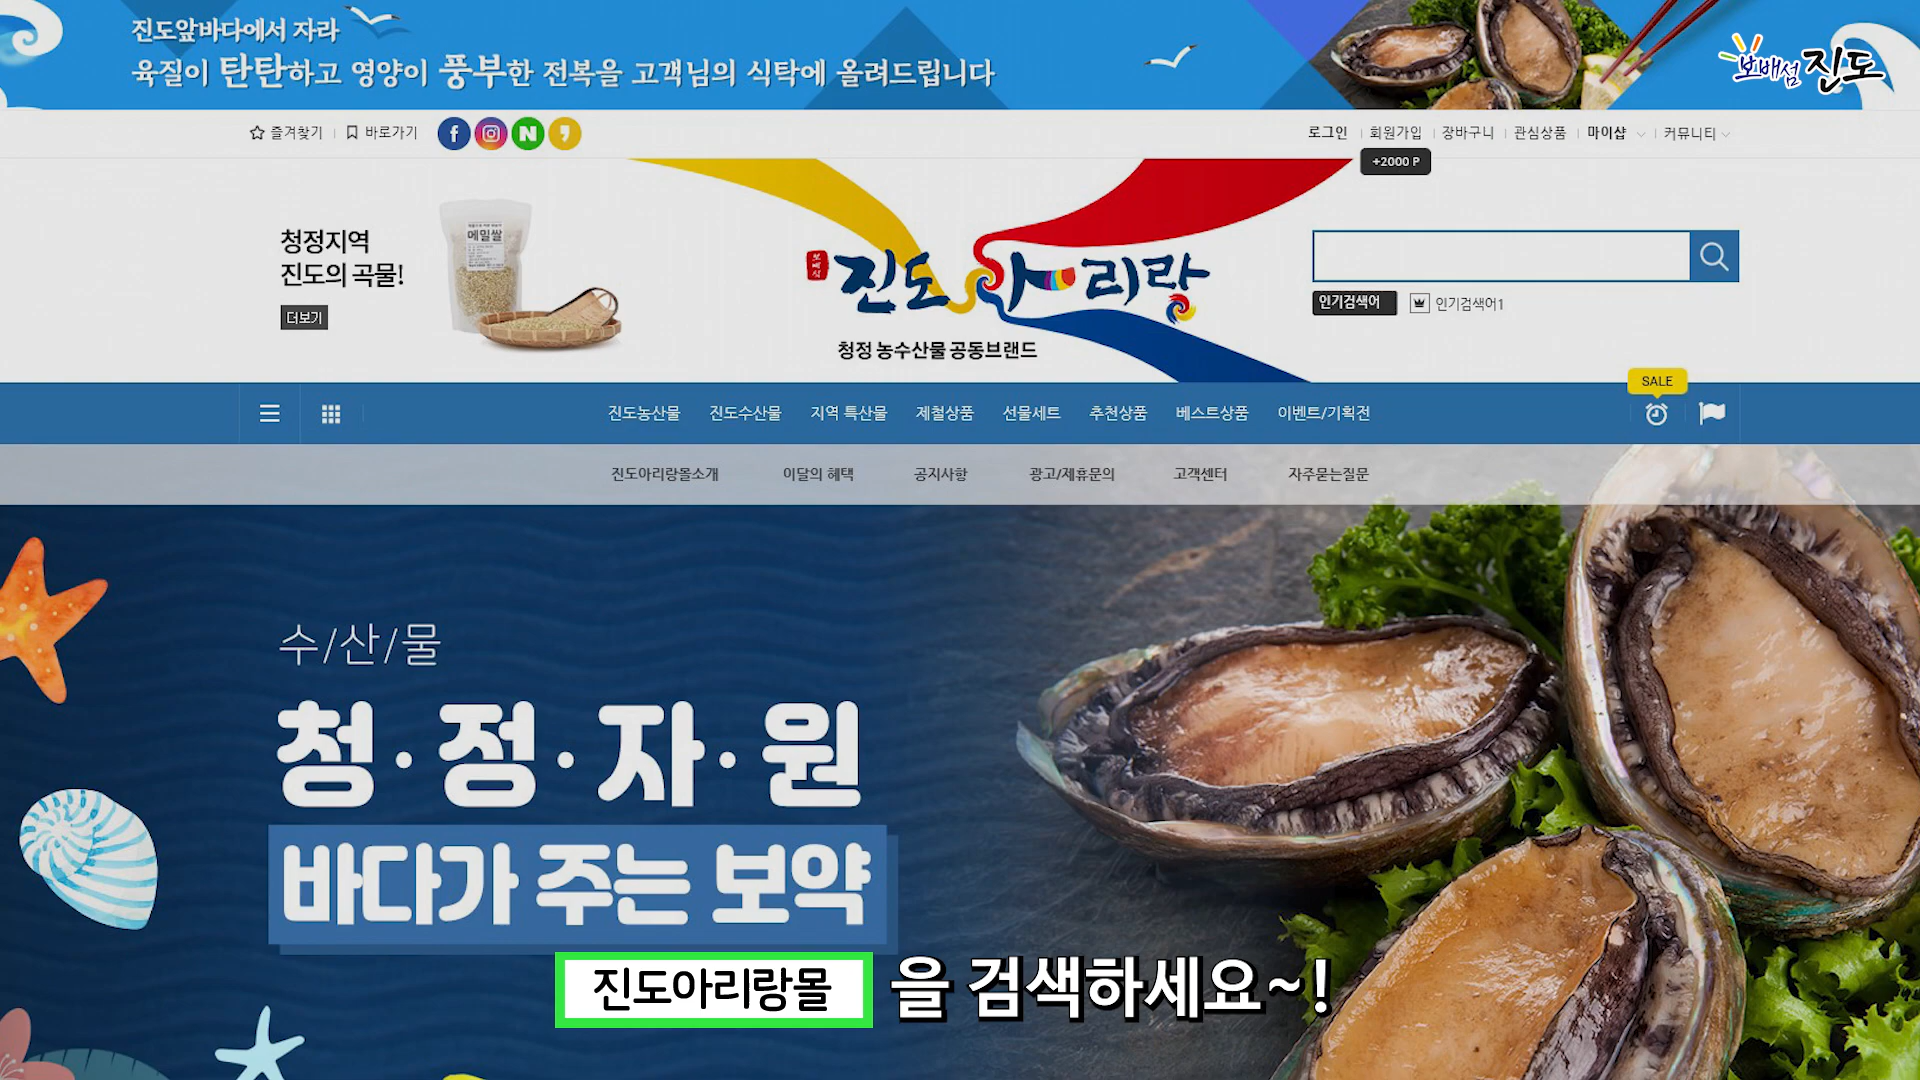 진도앞바다에서 자라
육질이 탄탄하고 영양이 풍부한 전복을 고객님의 식탁에 올려드립니다
보배섬 진도
즐겨찾기 바로가기
로그인 회원가입 장바구니 관심상품 마이샵 커뮤니티
+2000 P
청정지역
진도의 곡물!
더보기
메밀쌀
보배섬 진도아리랑
청정 농수산물 공동브랜드
인기검색어 인기검색어1
SALE
진도농산물 진도수산물 지역 특산물 제철상품 선물세트 추천상품 베스트상품 이벤트/기획전
진도아리랑몰소개 이달의 혜택 공지사항 광고/제휴문의 고객센터 자주묻는질문
수/산/물
청·정·자·원
바다가 주는 보약
진도아리랑몰 을 검색하세요~!